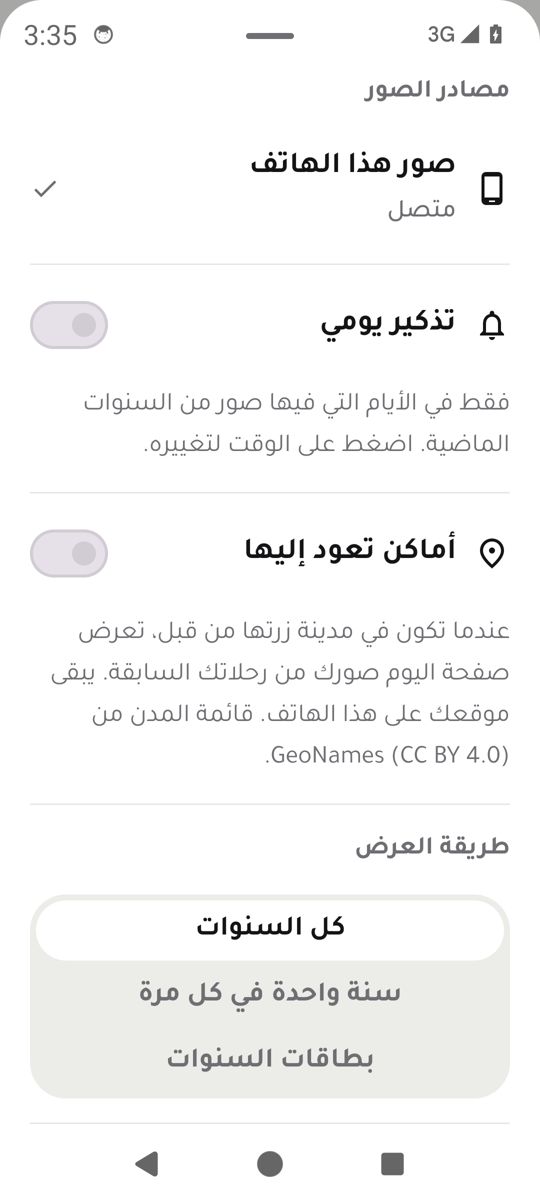 3:35
3G
مصادر الصور
صور هذا الهاتف
متصل
تذكير يومي
فقط في الأيام التي فيها صور من السنوات
الماضية. اضغط على الوقت لتغييره.
أماكن تعود إليها
عندما تكون في مدينة زرتها من قبل، تعرض
صفحة اليوم صورك من رحلاتك السابقة. يبقى
موقعك على هذا الهاتف. قائمة المدن من
GeoNames (CC BY 4.0).
طريقة العرض
كل السنوات
سنة واحدة في كل مرة
بطاقات السنوات